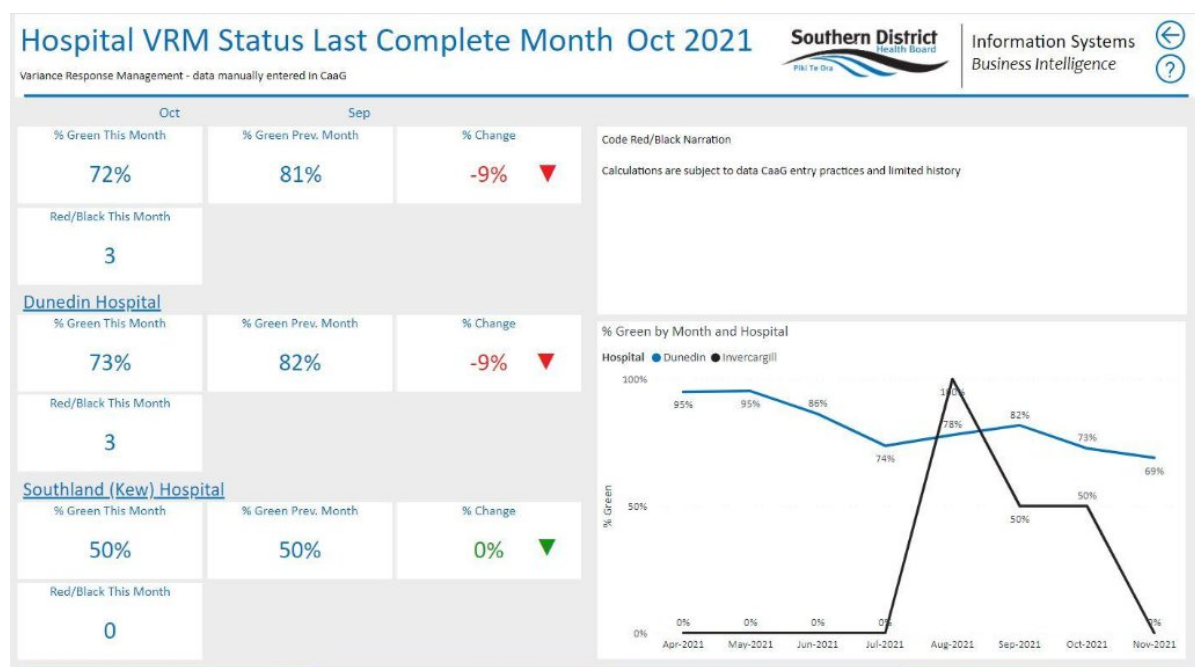 Hospital VRM Status Last Complete Month Oct 2021
Variance Response Management - data manually entered in CaaG
Southern District
Health Board
Piki Te Ora
Information Systems
Business Intelligence
?
Oct
Sep
% Green This Month
% Green Prev. Month
% Change
72%
81%
-9%
Red/Black This Month
3
Code Red/Black Narration
Calculations are subject to data CaaG entry practices and limited history
Dunedin Hospital
% Green This Month
% Green Prev. Month
% Change
73%
82%
-9%
Red/Black This Month
3
Southland (Kew) Hospital
% Green This Month
% Green Prev. Month
% Change
50%
50%
0%
Red/Black This Month
0
% Green by Month and Hospital
Hospital Dunedin Invercargill
% Green
100%
50%
0%
95%
95%
86%
74%
78%
82%
73%
69%
0%
0%
0%
0%
100%
50%
50%
0%
Apr-2021 May-2021 Jun-2021 Jul-2021 Aug-2021 Sep-2021 Oct-2021 Nov-2021